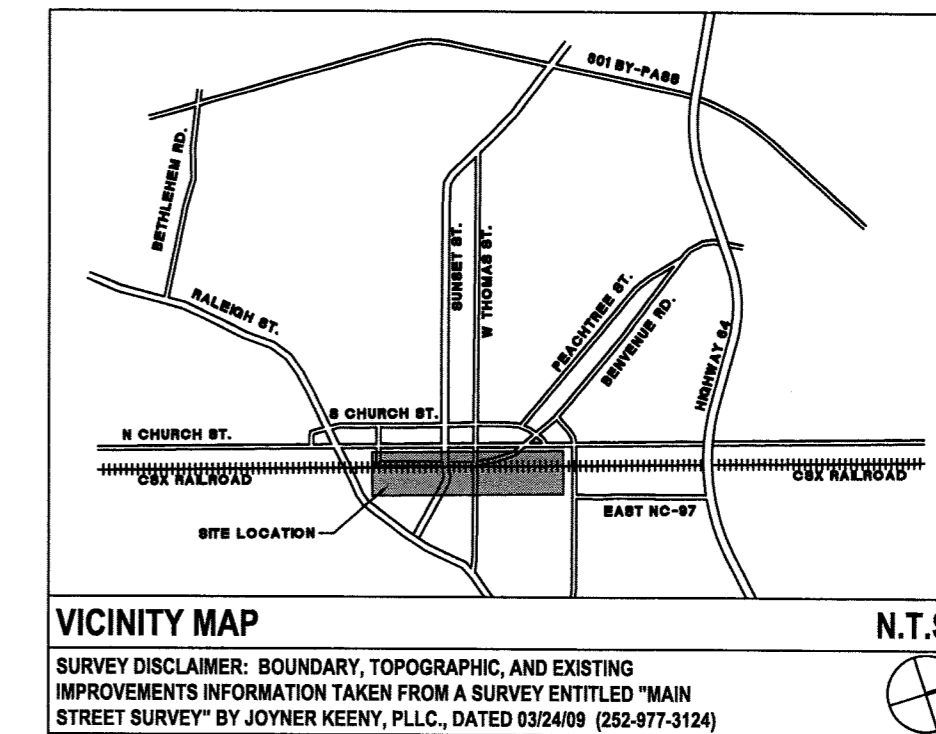 801 BY-PASS
BETHLEHEM RD.
RALEIGH ST.
SUNSET ST.
W THOMAS ST.
PEACHTREE ST.
BENVENUE RD.
HIGHWAY 64
S CHURCH ST.
N CHURCH ST.
CSX RAILROAD
CSX RAILROAD
EAST NC-97
SITE LOCATION
VICINITY MAP
N.T.S
SURVEY DISCLAIMER: BOUNDARY, TOPOGRAPHIC, AND EXISTING
IMPROVEMENTS INFORMATION TAKEN FROM A SURVEY ENTITLED "MAIN
STREET SURVEY" BY JOYNER KEENY, PLLC., DATED 03/24/09 (252-977-3124)